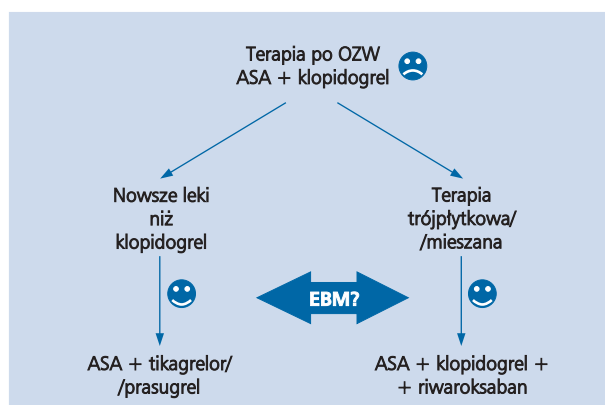 Terapia po OZW
ASA + klopidogrel
Nowsze leki
niż
klopidogrel
Terapia
trójpłytkowa/
/mieszana
EBM?
ASA + tikagrelor/
/prasugrel
ASA + klopidogrel +
+ riwaroksaban